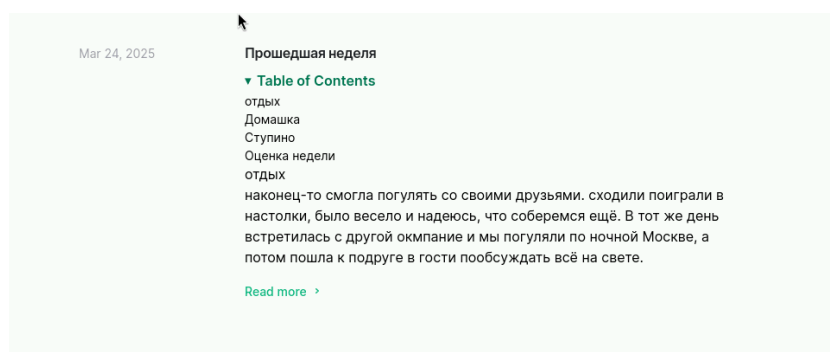 Mar 24, 2025
Прошедшая неделя
▾ Table of Contents
отдых
Домашка
Ступино
Оценка недели
отдых
наконец-то смогла погулять со своими друзьями. сходили поиграли в
настолки, было весело и надеюсь, что соберемся ещё. В тот же день
встретилась с другой окмпание и мы погуляли по ночной Москве, а
потом пошла к подруге в гости пообсуждать всё на свете.
Read more ›